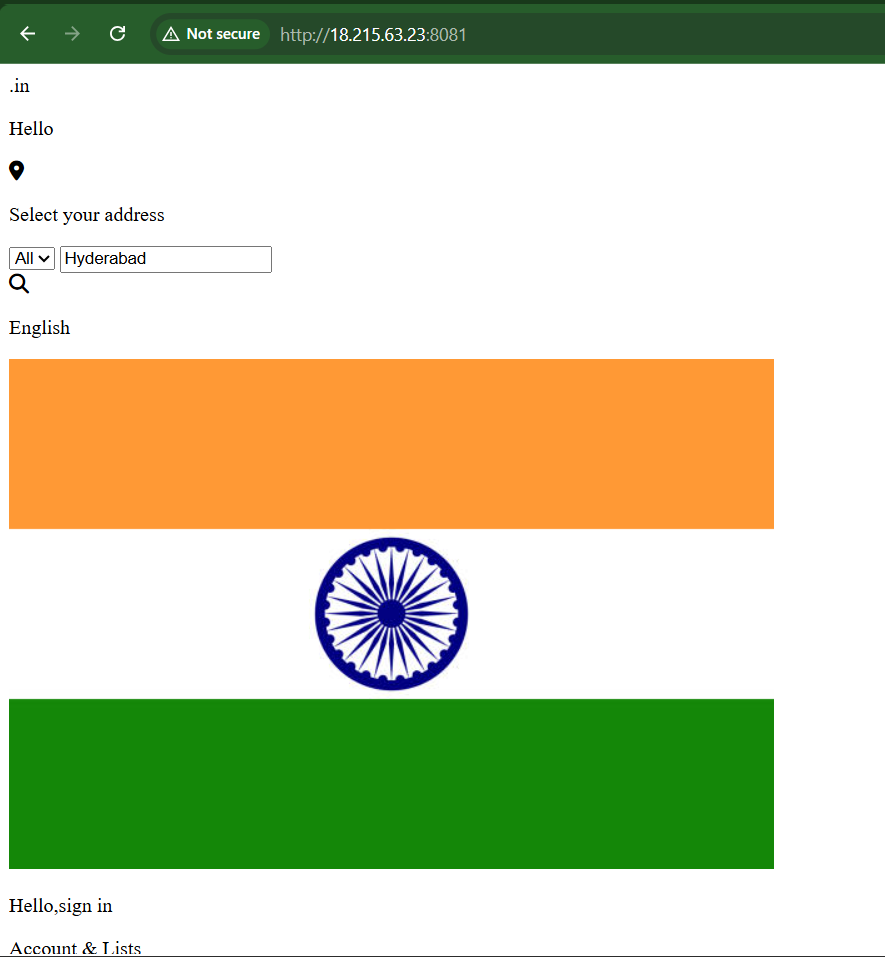 Not secure http://18.215.63.23:8081
.in
Hello
Select your address
All Hyderabad
English
Hello,sign in
Account & Lists